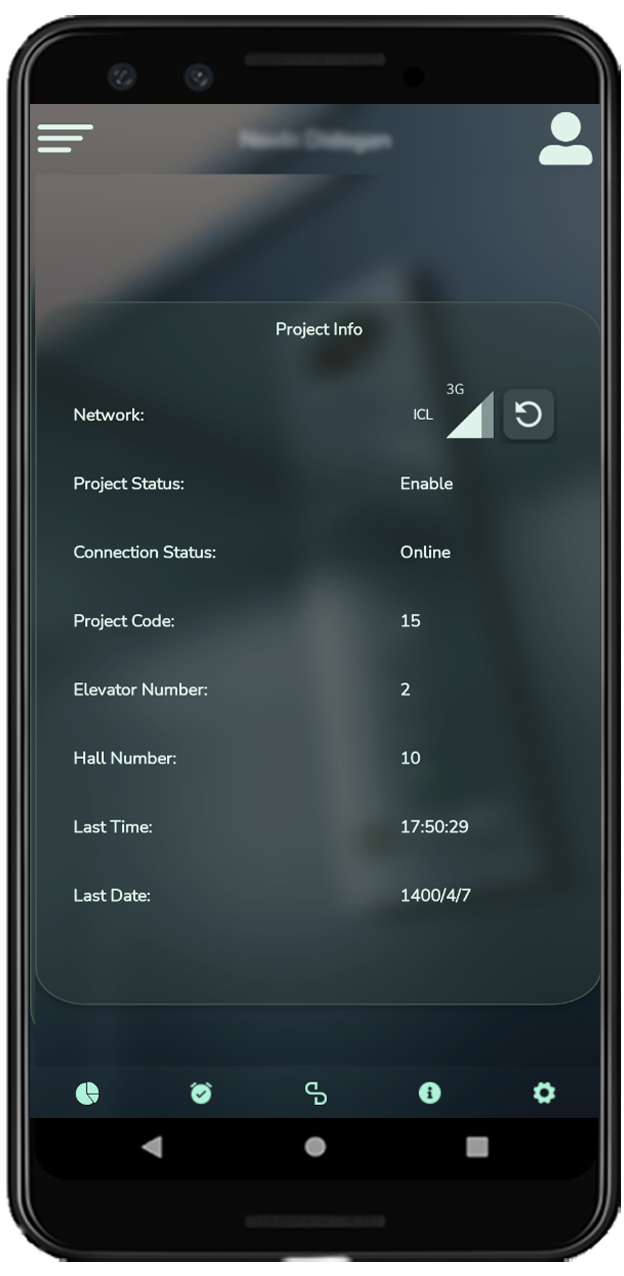 Project Info
3G
Network: ICL
Project Status: Enable
Connection Status: Online
Project Code: 15
Elevator Number: 2
Hall Number: 10
Last Time: 17:50:29
Last Date: 1400/4/7